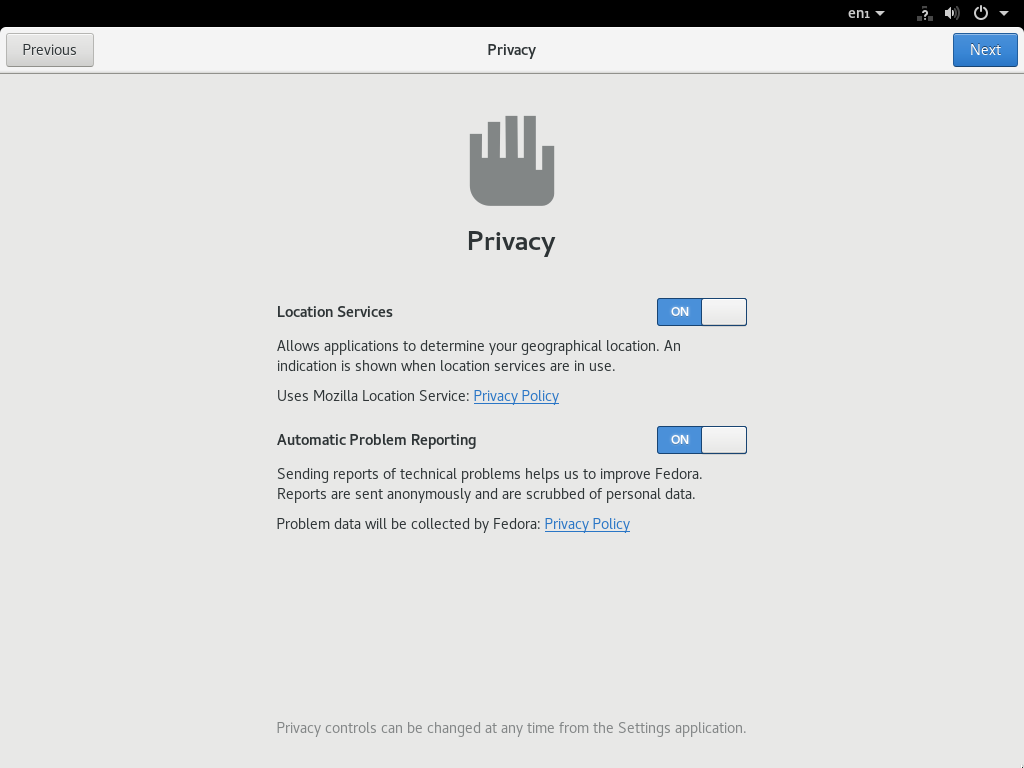 en₁
?
Previous
Privacy
Next
Privacy
Location Services
ON
Allows applications to determine your geographical location. An
indication is shown when location services are in use.
Uses Mozilla Location Service: Privacy Policy
Automatic Problem Reporting
ON
Sending reports of technical problems helps us to improve Fedora.
Reports are sent anonymously and are scrubbed of personal data.
Problem data will be collected by Fedora: Privacy Policy
Privacy controls can be changed at any time from the Settings application.